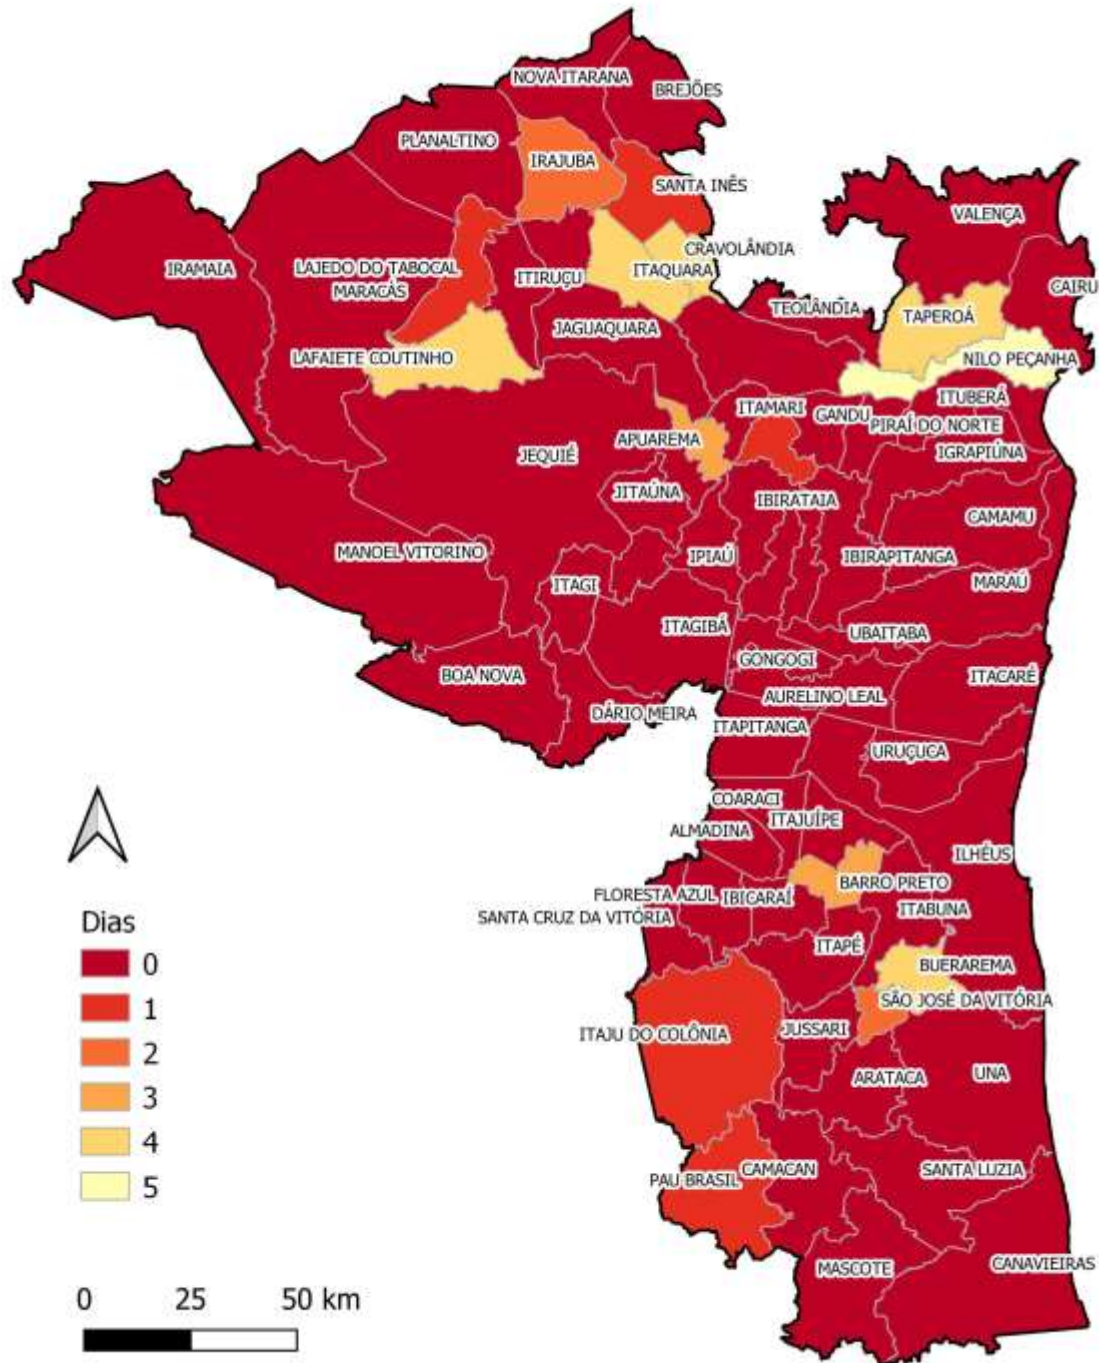 NOVA ITARANA
BREJÕES
PLANALTINO
IRAJUBA
SANTA INÊS
VALENÇA
CRAVOLÂNDIA
IRAMAIA
LAJEDO DO TABOCAL
ITIRUÇU
ITAQUARA
MARACÁS
CAIRU
TEOLÂNDIA
TAPEROÁ
JAGUAQUARA
LAFAIETE COUTINHO
NILO PEÇANHA
ITUBERÁ
ITAMARI
GANDU
PIRAÍ DO NORTE
APUAREMA
JEQUIÉ
IGRAPIÚNA
JITAÚNA
IBIRATAIA
CAMAMU
MANOEL VITORINO
IPIAÚ
IBIRAPITANGA
ITAGI
MARAÚ
ITAGIBÁ
UBAITABA
GONGOGI
BOA NOVA
ITACARÉ
AURELINO LEAL
DÁRIO MEIRA
ITAPITANGA
URUÇUCA
COARACI
ITAJUÍPE
ALMADINA
ILHÉUS
BARRO PRETO
FLORESTA AZUL
IBICARAÍ
ITABUNA
SANTA CRUZ DA VITÓRIA
ITAPÉ
BUERAREMA
SÃO JOSÉ DA VITÓRIA
ITAJU DO COLÔNIA
JUSSARI
ARATACA
UNA
CAMACAN
SANTA LUZIA
PAU BRASIL
MASCOTE
CANAVIEIRAS
Dias
0
1
2
3
4
5
0 25 50 km